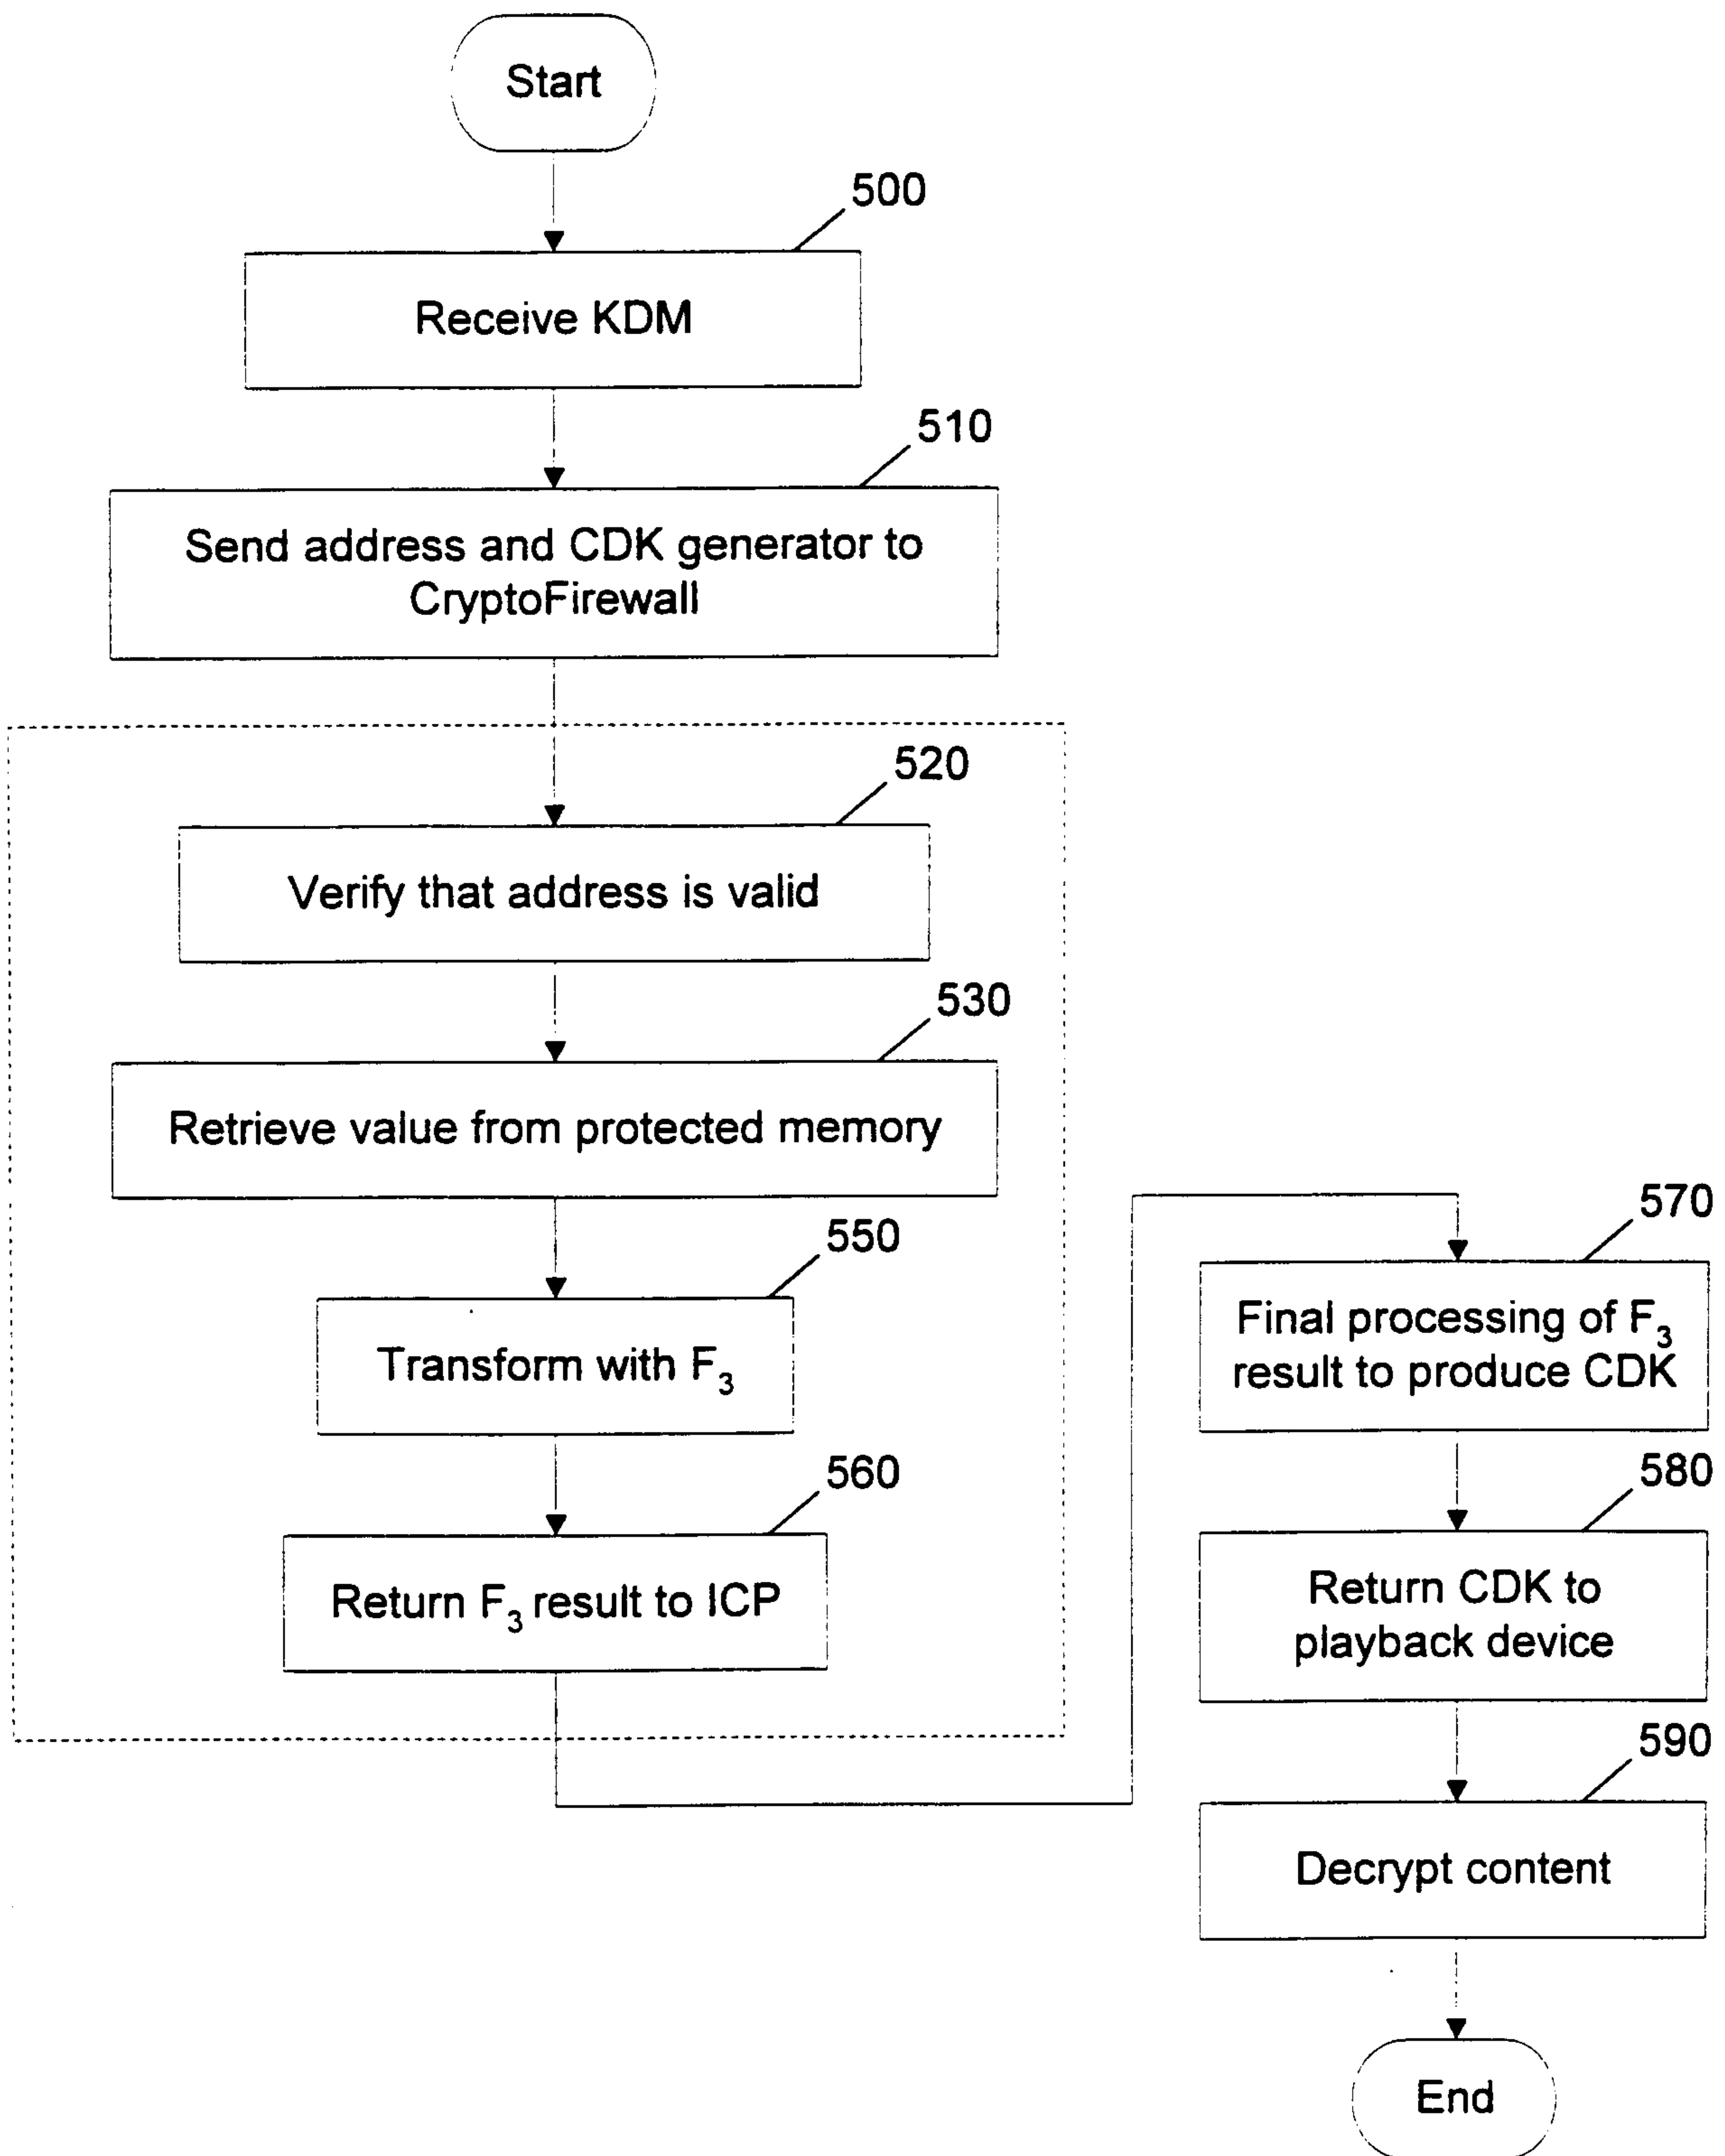 Start
500
Receive KDM
510
Send address and CDK generator to
CryptoFirewall
520
Verify that address is valid
530
Retrieve value from protected memory
550
Transform with F₃
560
Return F₃ result to ICP
570
Final processing of F₃
result to produce CDK
580
Return CDK to
playback device
590
Decrypt content
End